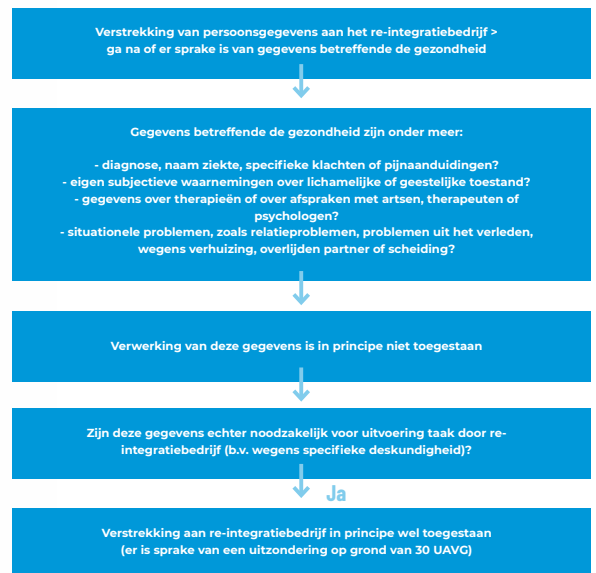 Verstrekking van persoonsgegevens aan het re-integratiebedrijf >
ga na of er sprake is van gegevens betreffende de gezondheid
Gegevens betreffende de gezondheid zijn onder meer:
- diagnose, naam ziekte, specifieke klachten of pijnaanduidingen?
- eigen subjectieve waarnemingen over lichamelijke of geestelijke toestand?
- gegevens over therapieën of over afspraken met artsen, therapeuten of
psychologen?
- situationele problemen, zoals relatieproblemen, problemen uit het verleden,
wegens verhuizing, overlijden partner of scheiding?
Verwerking van deze gegevens is in principe niet toegestaan
Zijn deze gegevens echter noodzakelijk voor uitvoering taak door re-
integratiebedrijf (b.v. wegens specifieke deskundigheid)?
Ja
Verstrekking aan re-integratiebedrijf in principe wel toegestaan
(er is sprake van een uitzondering op grond van 30 UAVG)